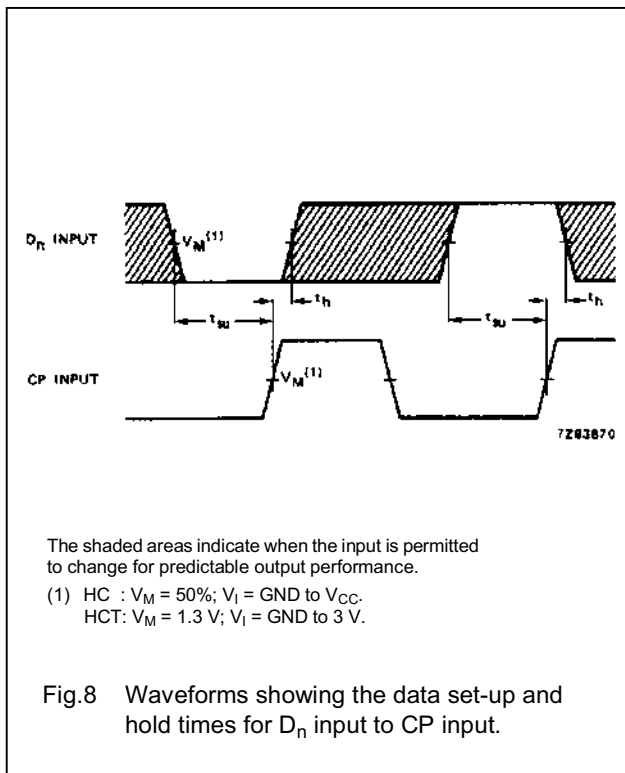 Dn INPUT
VM(1)
th
tsu
th
tsu
CP INPUT
VM(1)
7Z83870
The shaded areas indicate when the input is permitted
to change for predictable output performance.
(1) HC : VM = 50%; VI = GND to VCC.
HCT: VM = 1.3 V; VI = GND to 3 V.
Fig.8 Waveforms showing the data set-up and
hold times for Dn input to CP input.